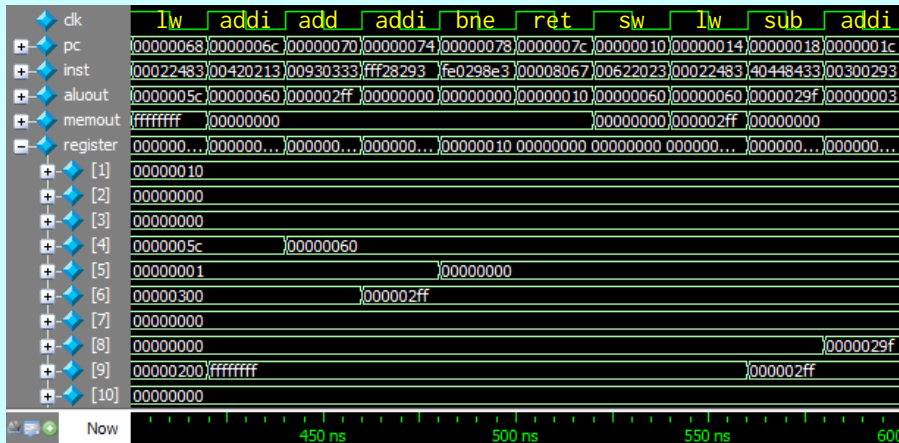 clk lw addi add addi bne ret sw lw sub addi
pc 00000068 0000006c 00000070 00000074 00000078 0000007c 00000010 00000014 00000018 0000001c
inst 00022483 00420213 00930333 fff28293 fe0298e3 00008067 00622023 00022483 40448433 00300293
aluout 0000005c 00000060 000002ff 00000000 00000000 00000010 00000060 00000060 0000029f 00000003
memout ffffffff 00000000 00000000 000002ff 00000000
register 000000... 000000... 000000... 000000... 00000010 00000000 00000000 000000... 000000... 000000...
[1] 00000010
[2] 00000000
[3] 00000000
[4] 0000005c 00000060
[5] 00000001 00000000
[6] 00000300 000002ff
[7] 00000000
[8] 00000000 0000029f
[9] 00000200 ffffffff 000002ff
[10] 00000000
Now 450 ns 500 ns 550 ns 600